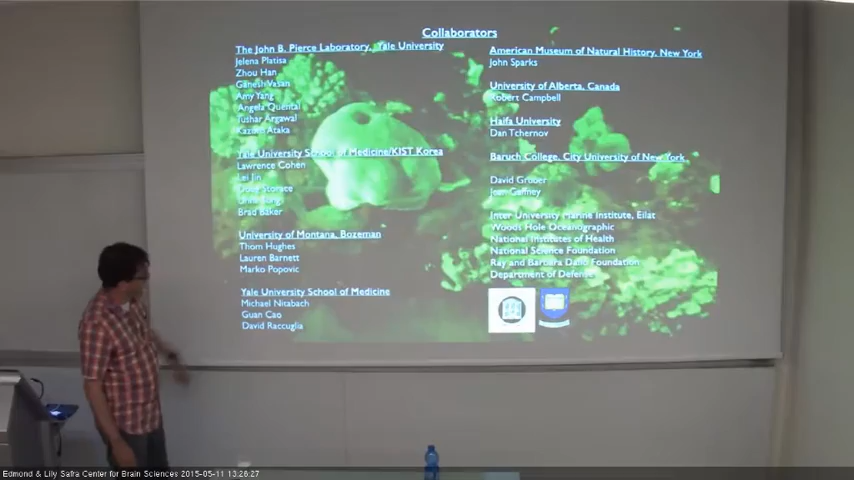 Collaborators
The John B. Pierce Laboratory, Yale University
Jelena Platisa
Zhou Han
Ganesh Vasan
Amy Yang
Angela Quental
Tushar Argawal
Kazuto Ataka
Yale University School of Medicine/KIST Korea
Lawrence Cohen
Lei Jin
Doug Storace
Brad Baker
University of Montana, Bozeman
Thom Hughes
Lauren Barnett
Marko Popovic
Yale University School of Medicine
Michael Nitabach
Guan Cao
David Raccuglia
American Museum of Natural History, New York
John Sparks
University of Alberta, Canada
Robert Campbell
Haifa University
Dan Tchernov
Baruch College, City University of New York
David Gruber
Jean Gaffney
Inter University Marine Institute, Eilat
Woods Hole Oceanographic
National Institutes of Health
National Science Foundation
Ray and Barbara Dalio Foundation
Department of Defense
Edmond & Lily Safra Center for Brain Sciences 2015-05-11 13:26:27